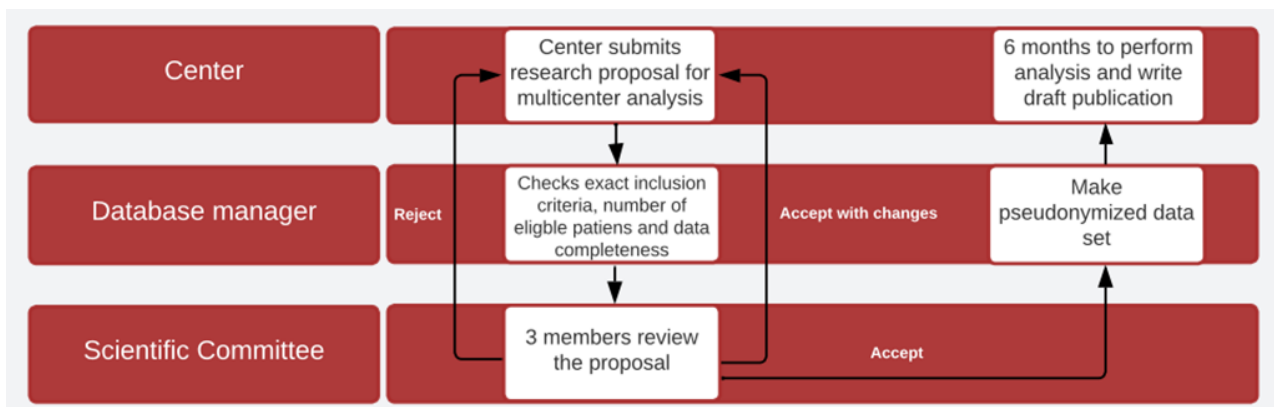 Center
Center submits
research proposal for
multicenter analysis
6 months to perform
analysis and write
draft publication
Database manager
Reject
Checks exact inclusion
criteria, number of
eligble patiens and data
completeness
Accept with changes
Make
pseudonymized data
set
Scientific Committee
3 members review
the proposal
Accept